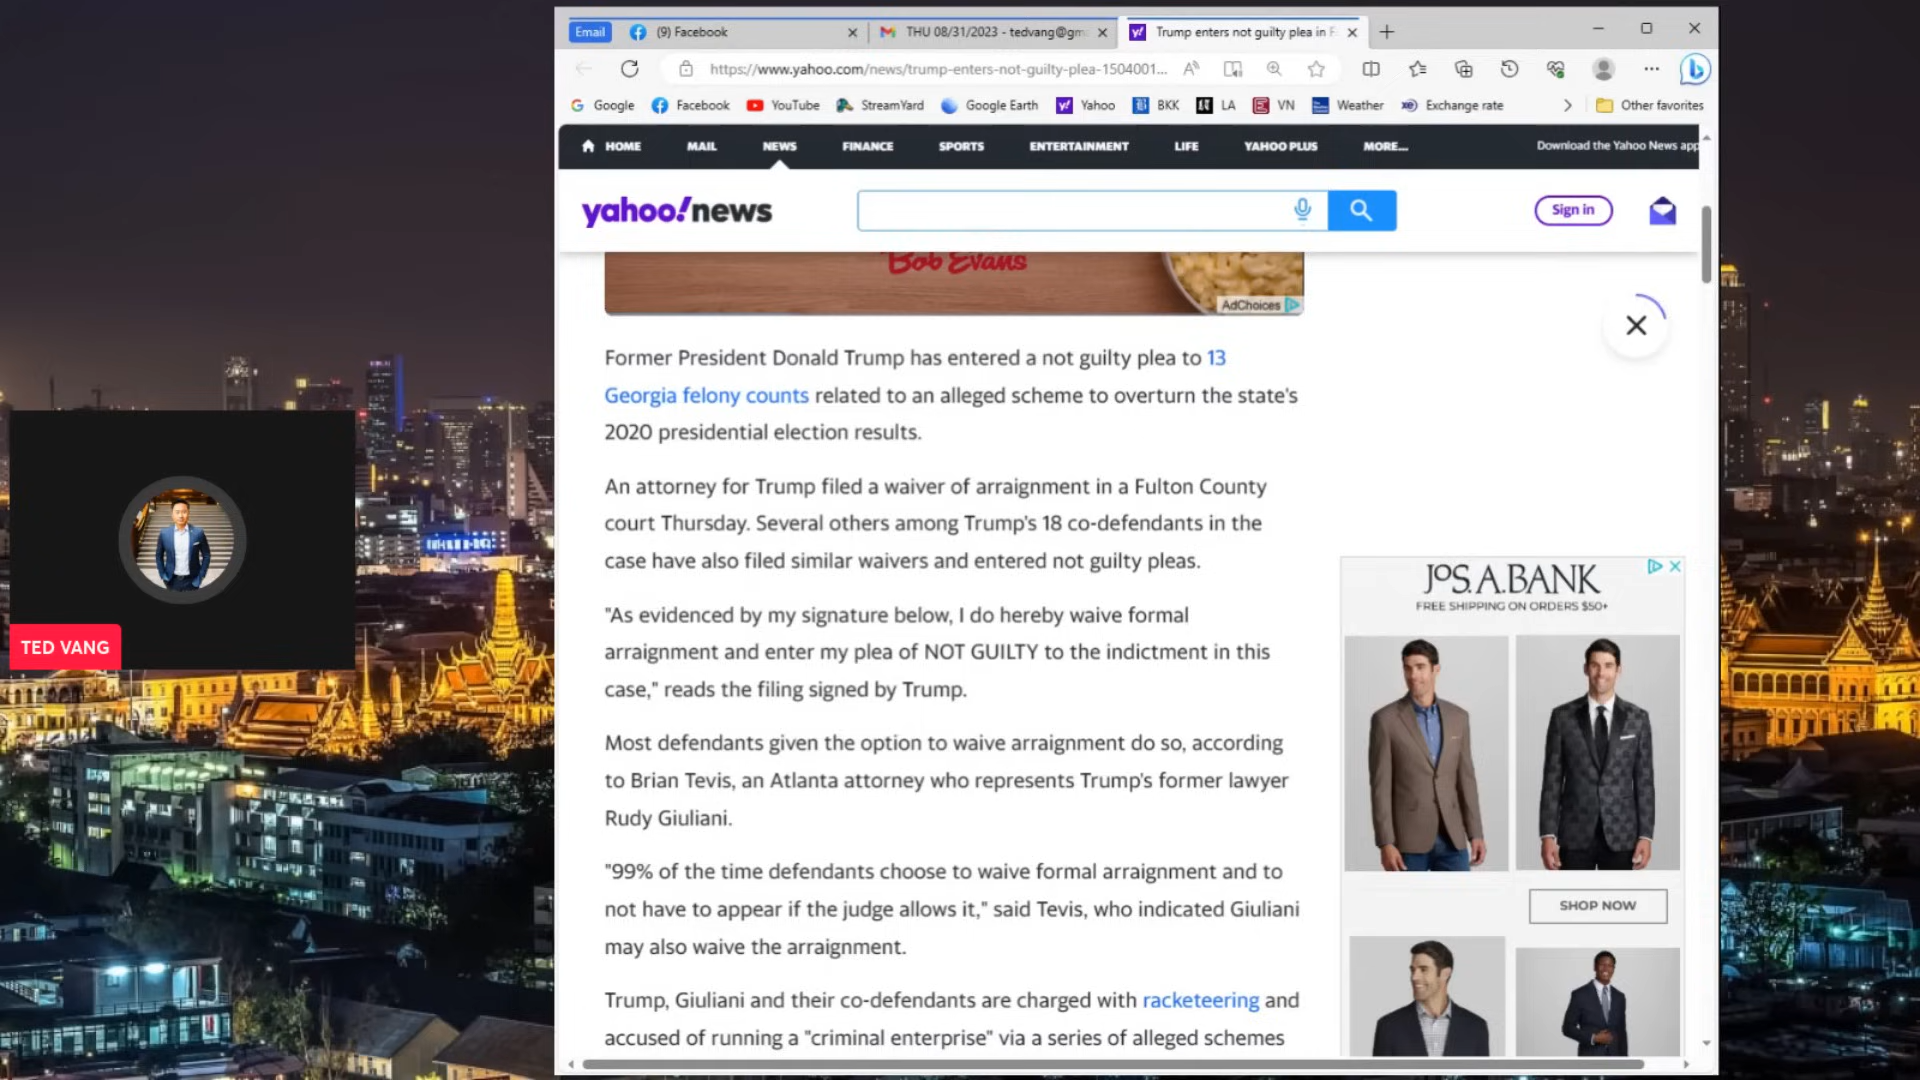 Email
(9) Facebook
THU 08/31/2023 - tedvang@gm
Trump enters not guilty plea in F
https://www.yahoo.com/news/trump-enters-not-guilty-plea-1504001...
Google
Facebook
YouTube
StreamYard
Google Earth
Yahoo
BKK
LA
VN
Weather
Exchange rate
Other favorites
HOME
MAIL
NEWS
FINANCE
SPORTS
ENTERTAINMENT
LIFE
YAHOO PLUS
MORE...
Download the Yahoo News app
yahoo!news
Sign in
Bob Evans
AdChoices
Former President Donald Trump has entered a not guilty plea to 13
Georgia felony counts related to an alleged scheme to overturn the state's
2020 presidential election results.
An attorney for Trump filed a waiver of arraignment in a Fulton County
court Thursday. Several others among Trump's 18 co-defendants in the
case have also filed similar waivers and entered not guilty pleas.
"As evidenced by my signature below, I do hereby waive formal
arraignment and enter my plea of NOT GUILTY to the indictment in this
case," reads the filing signed by Trump.
Most defendants given the option to waive arraignment do so, according
to Brian Tevis, an Atlanta attorney who represents Trump's former lawyer
Rudy Giuliani.
"99% of the time defendants choose to waive formal arraignment and to
not have to appear if the judge allows it," said Tevis, who indicated Giuliani
may also waive the arraignment.
Trump, Giuliani and their co-defendants are charged with racketeering and
accused of running a "criminal enterprise" via a series of alleged schemes
JOS. A. BANK
FREE SHIPPING ON ORDERS $50+
SHOP NOW
TED VANG